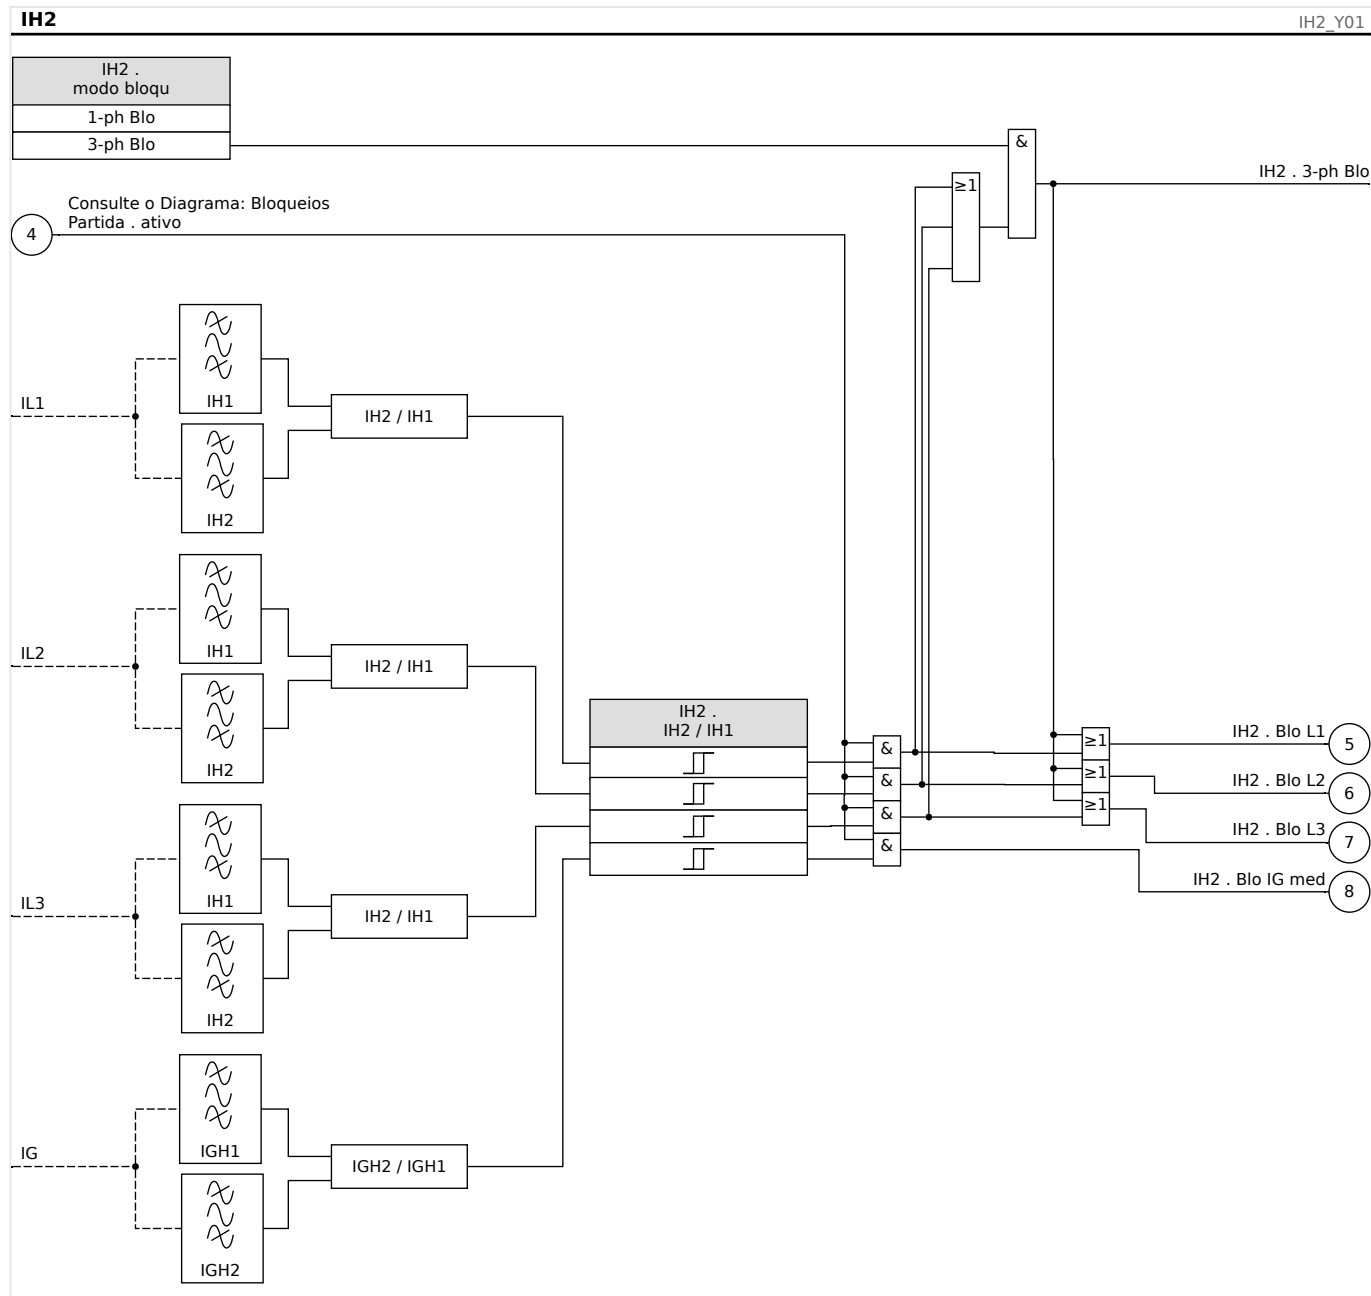 IH2
IH2_Y01
IH2 .
modo bloqu
1-ph Blo
3-ph Blo
&
≥1
IH2 . 3-ph Blo
Consulte o Diagrama: Bloqueios
Partida . ativo
4
IH1
IL1
IH2 / IH1
IH2
IH1
IL2
IH2 / IH1
IH2
IH2 .
IH2 / IH1
&
&
&
&
≥1
≥1
≥1
IH2 . Blo L1
5
IH2 . Blo L2
6
IH2 . Blo L3
7
IH2 . Blo IG med
8
IH1
IL3
IH2 / IH1
IH2
IGH1
IG
IGH2 / IGH1
IGH2